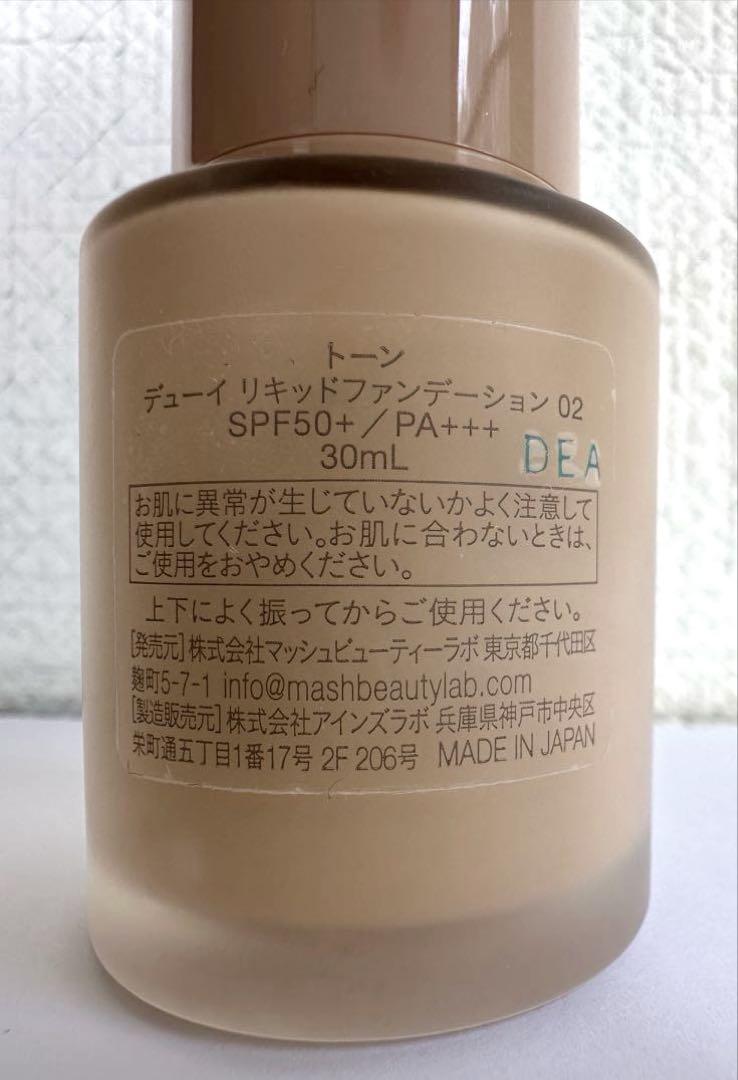 トーン
デューイ リキッドファンデーション 02
SPF50+／PA+++
30mL
DEA
お肌に異常が生じていないかよく注意して
使用してください。お肌に合わないときは、
ご使用をおやめください。
上下によく振ってからご使用ください。
[発売元]株式会社マッシュビューティーラボ 東京都千代田区
麹町5-7-1 info@mashbeautylab.com
[製造販売元]株式会社アインズラボ 兵庫県神戸市中央区
栄町通五丁目1番17号 2F 206号 MADE IN JAPAN